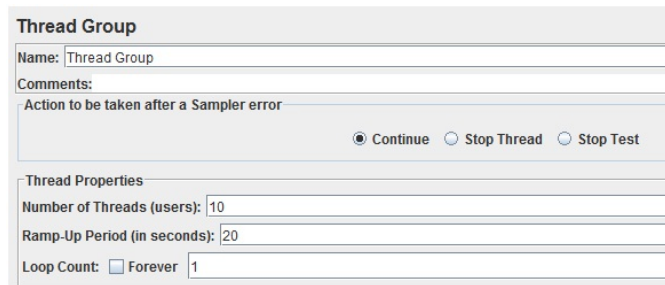 Thread Group
Name: Thread Group
Comments:
Action to be taken after a Sampler error
Continue Stop Thread Stop Test
Thread Properties
Number of Threads (users): 10
Ramp-Up Period (in seconds): 20
Loop Count: Forever 1